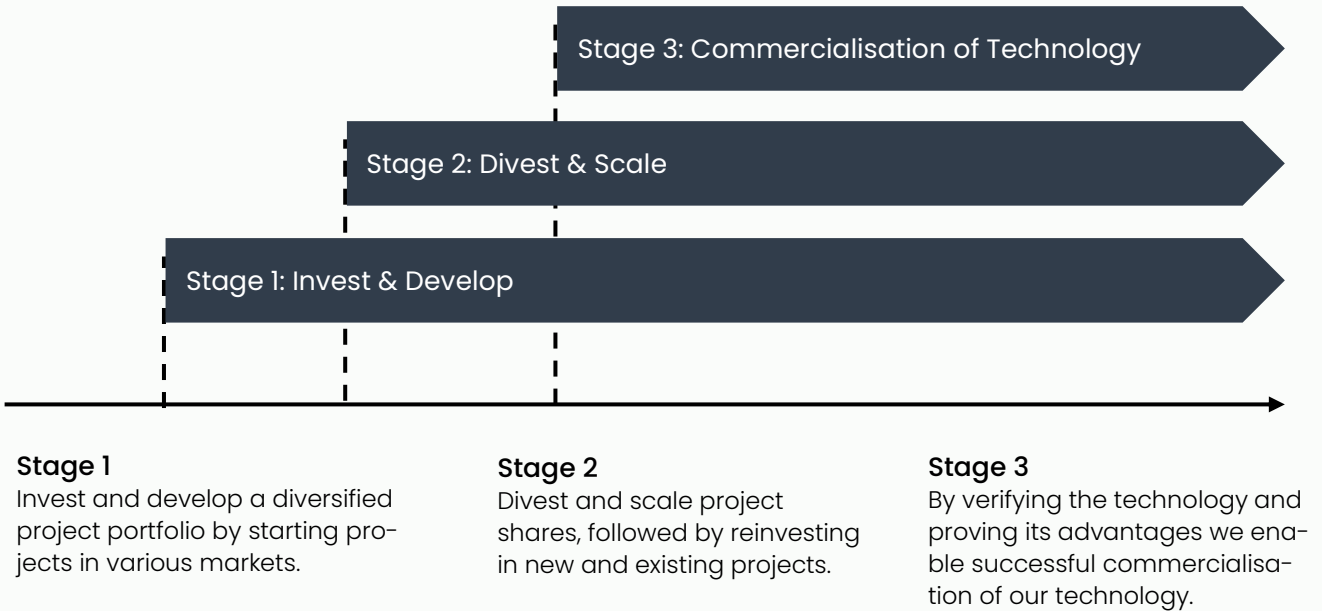 Stage 3: Commercialisation of Technology
Stage 2: Divest & Scale
Stage 1: Invest & Develop
Stage 1
Invest and develop a diversified
project portfolio by starting pro-
jects in various markets.
Stage 2
Divest and scale project
shares, followed by reinvesting
in new and existing projects.
Stage 3
By verifying the technology and
proving its advantages we ena-
ble successful commercialisa-
tion of our technology.